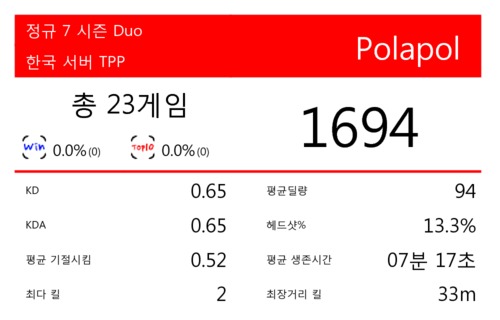 정규 7 시즌 Duo
한국 서버 TPP
Polapol
총 23게임
Win 0.0% (0) Top10 0.0% (0)
1694
KD 0.65 평균딜량 94
KDA 0.65 헤드샷% 13.3%
평균 기절시킴 0.52 평균 생존시간 07분 17초
최다 킬 2 최장거리 킬 33m